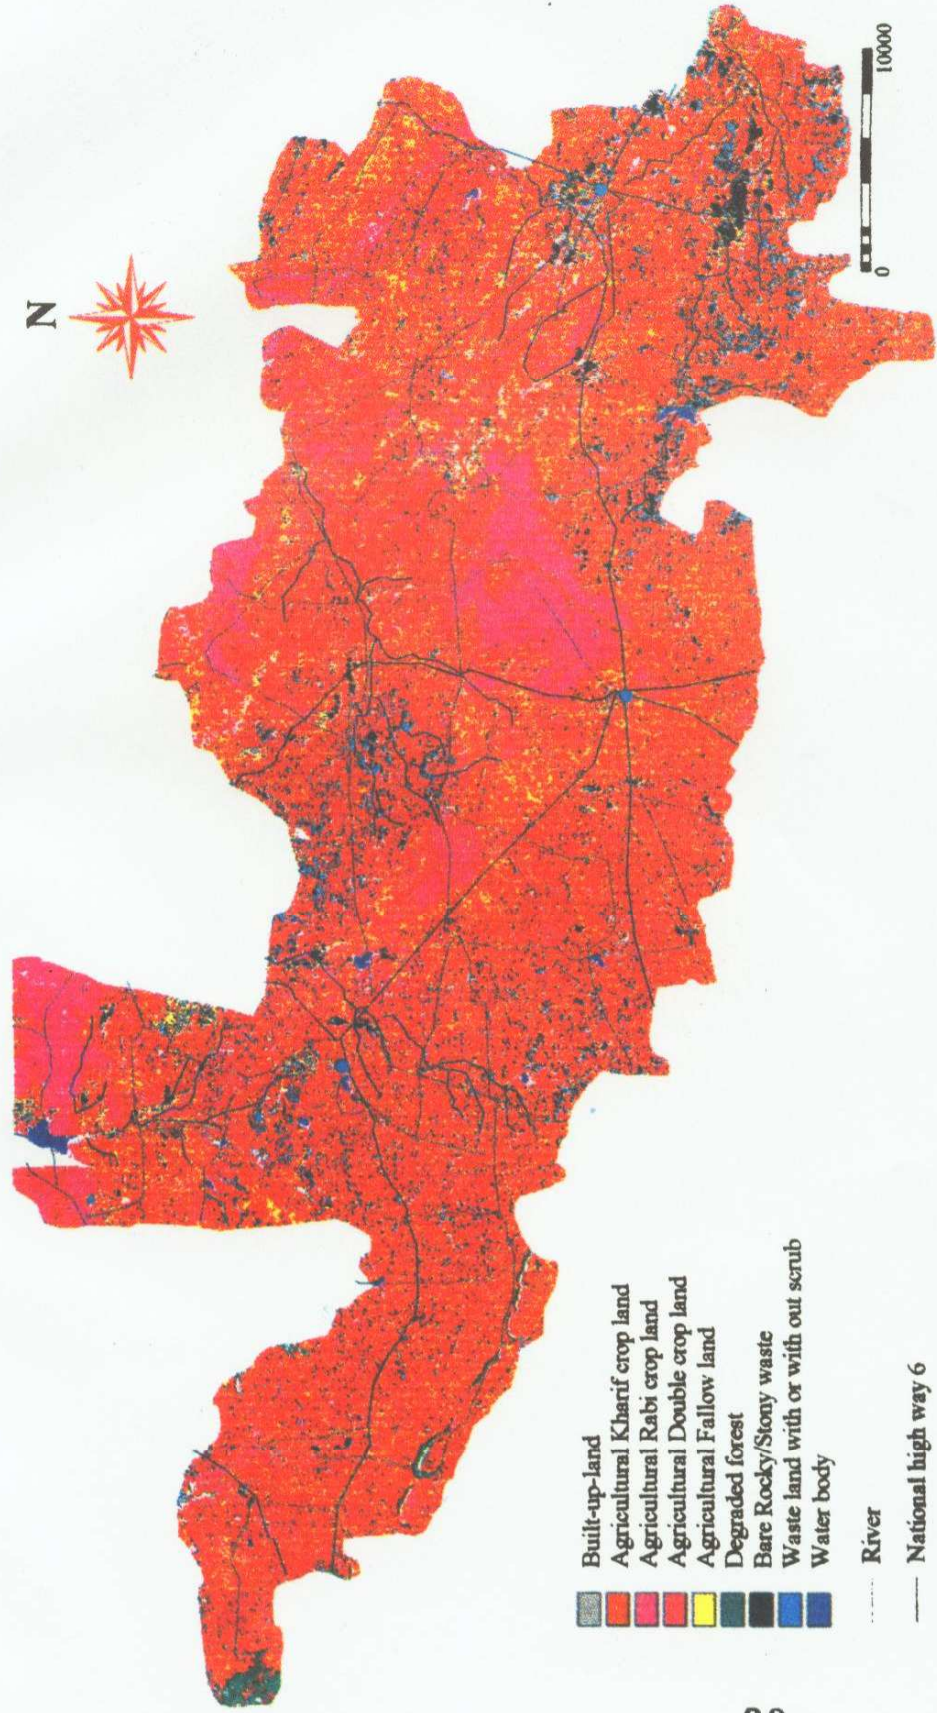 N
Built-up-land
Agricultural Kharif crop land
Agricultural Rabi crop land
Agricultural Double crop land
Agricultural Fallow land
Degraded forest
Bare Rocky/Stony waste
Waste land with or with out scrub
Water body
River
National high way 6
0
10000